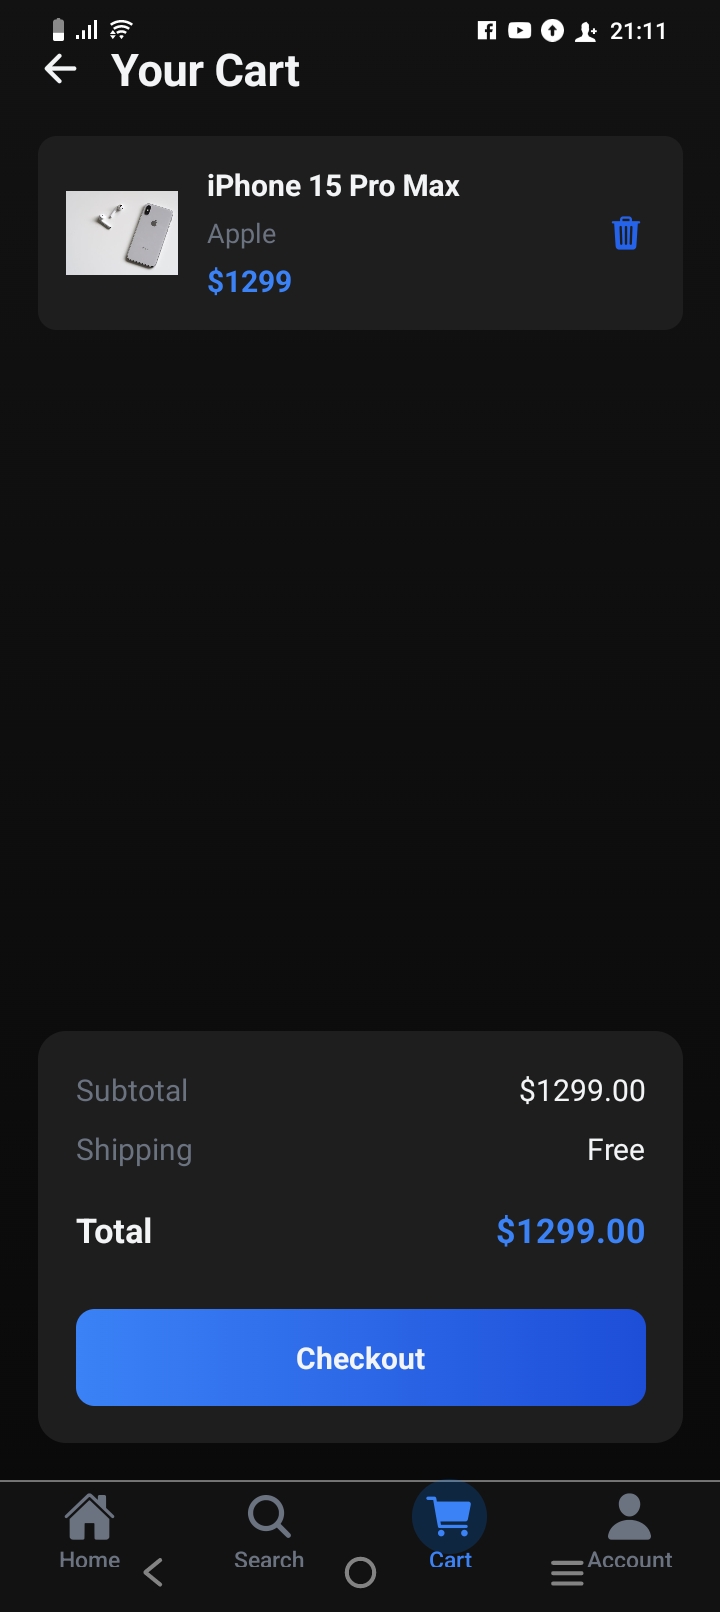 21:11
Your Cart
iPhone 15 Pro Max
Apple
$1299
Subtotal $1299.00
Shipping Free
Total $1299.00
Checkout
Home Search Cart Account